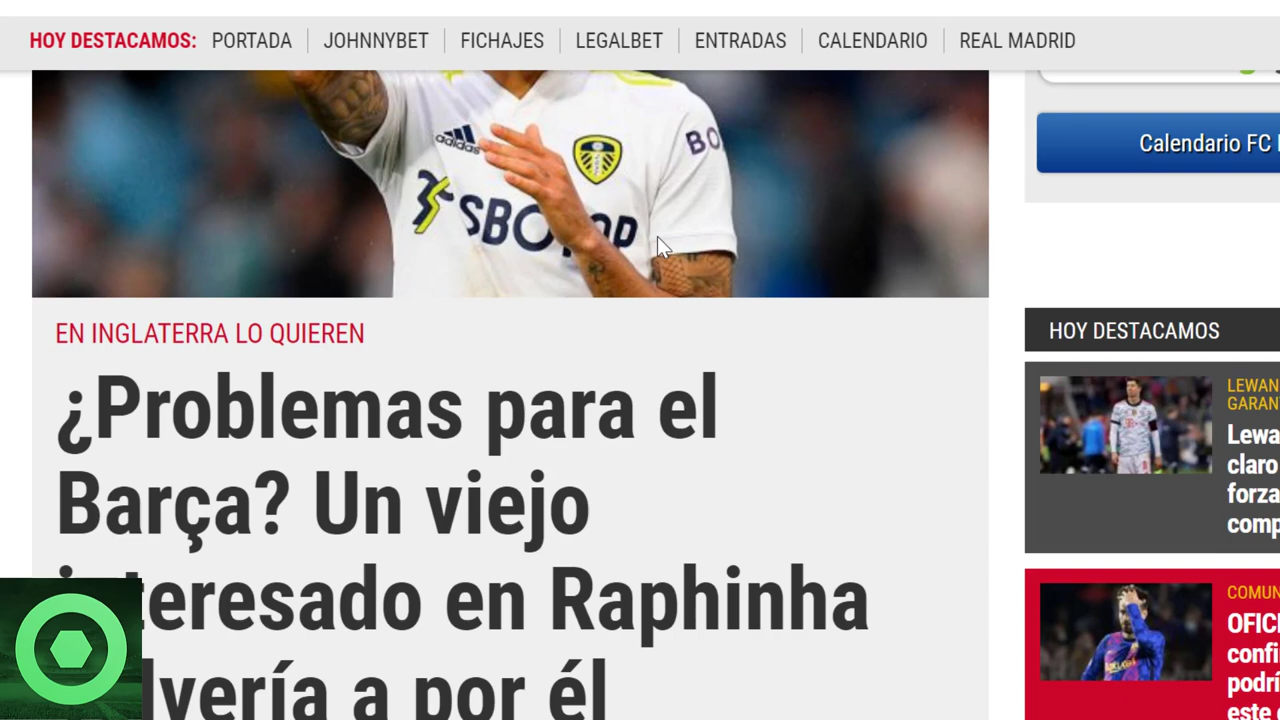 HOY DESTACAMOS: PORTADA JOHNNYBET FICHAJES LEGALBET ENTRADAS CALENDARIO REAL MADRID
adidas
BO
SBO
Calendario FC
EN INGLATERRA LO QUIEREN
¿Problemas para el
Barça? Un viejo
teresado en Raphinha
lvería a por él
HOY DESTACAMOS
LEWAN
GARAN
Lewa
claro
forza
comp
COMUN
OFICI
confi
podrí
este